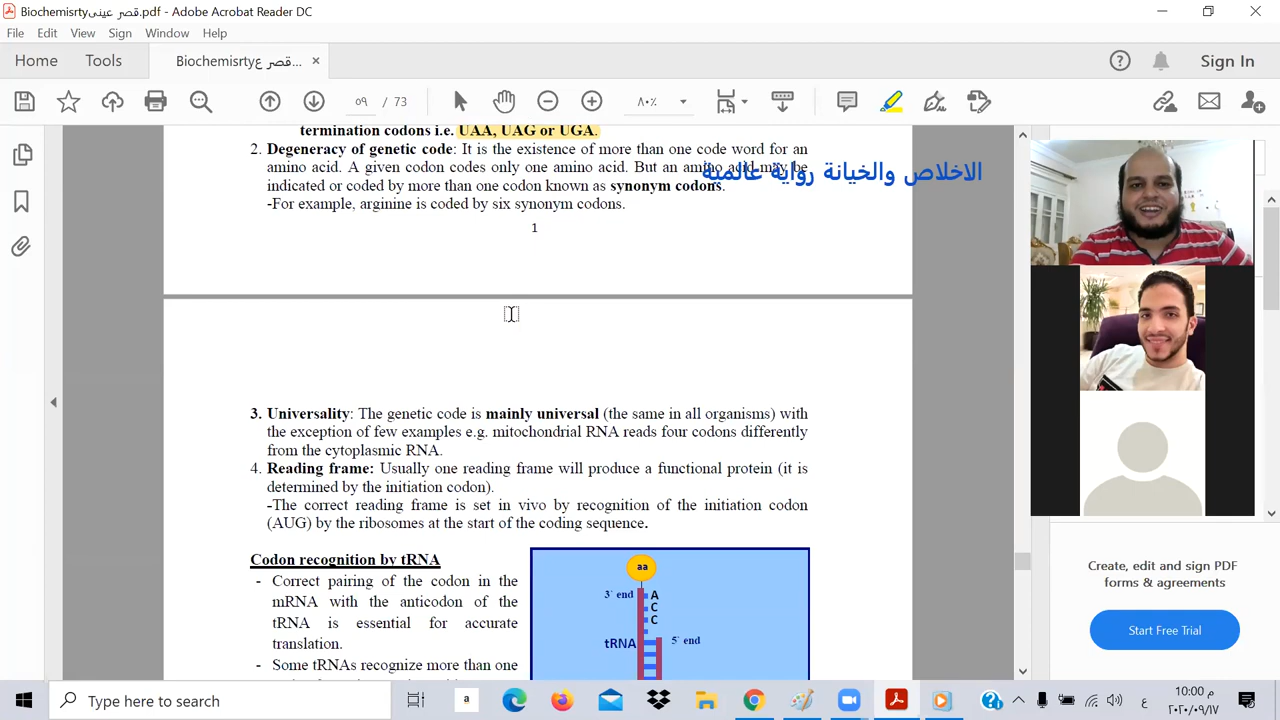 Biochemisrtyقصر عينى.pdf - Adobe Acrobat Reader DC
File Edit View Sign Window Help
Home Tools Biochemisrtyقصر ع... × Sign In
٥٩ / 73 ٨٠٪
termination codons i.e. UAA, UAG or UGA.
2. Degeneracy of genetic code: It is the existence of more than one code word for an
amino acid. A given codon codes only one amino acid. But an amino acid may be
الاخلاص والخيانة رواية عالمية
indicated or coded by more than one codon known as synonym codons.
-For example, arginine is coded by six synonym codons.
1
3. Universality: The genetic code is mainly universal (the same in all organisms) with
the exception of few examples e.g. mitochondrial RNA reads four codons differently
from the cytoplasmic RNA.
4. Reading frame: Usually one reading frame will produce a functional protein (it is
determined by the initiation codon).
-The correct reading frame is set in vivo by recognition of the initiation codon
(AUG) by the ribosomes at the start of the coding sequence.
Codon recognition by tRNA
- Correct pairing of the codon in the
mRNA with the anticodon of the
tRNA is essential for accurate
translation.
- Some tRNAs recognize more than one
aa
3` end A
C
C
5` end
tRNA
Create, edit and sign PDF
forms & agreements
Start Free Trial
Type here to search
a
ع
10:00 م
٢٠٢٠/٠٩/١٧